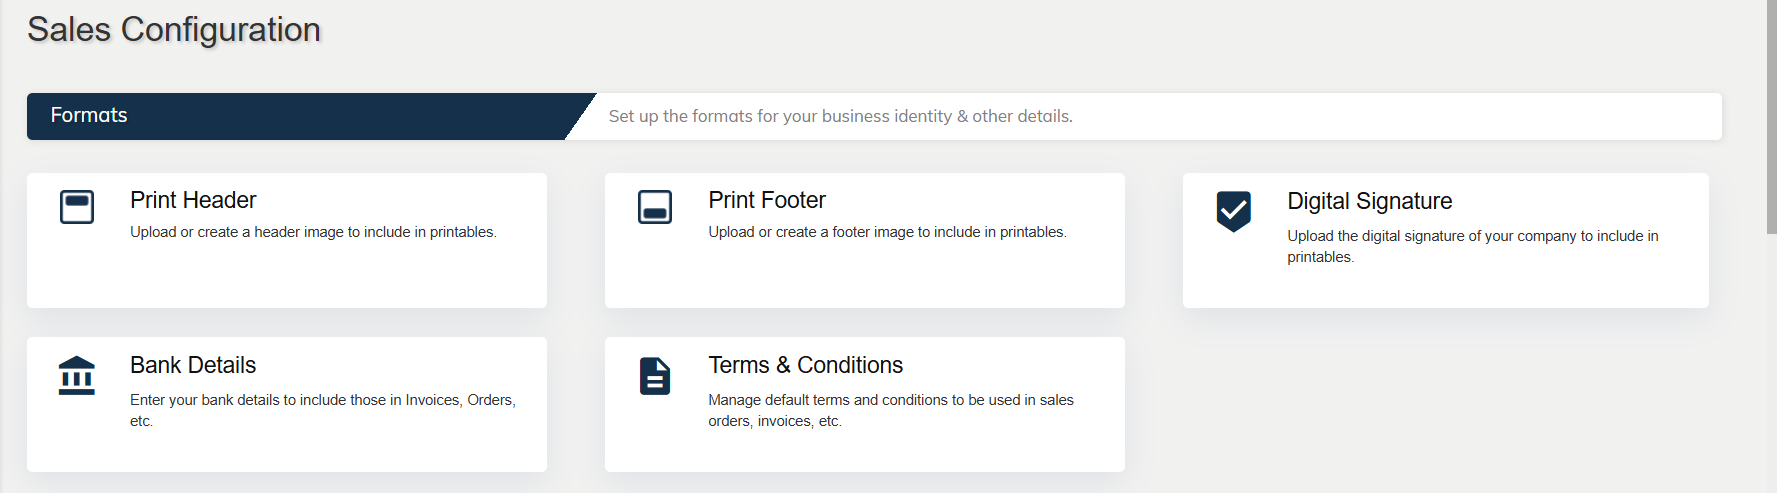 Sales Configuration
Formats
Set up the formats for your business identity & other details.
Print Header
Upload or create a header image to include in printables.
Print Footer
Upload or create a footer image to include in printables.
Digital Signature
Upload the digital signature of your company to include in
printables.
Bank Details
Enter your bank details to include those in Invoices, Orders,
etc.
Terms & Conditions
Manage default terms and conditions to be used in sales
orders, invoices, etc.